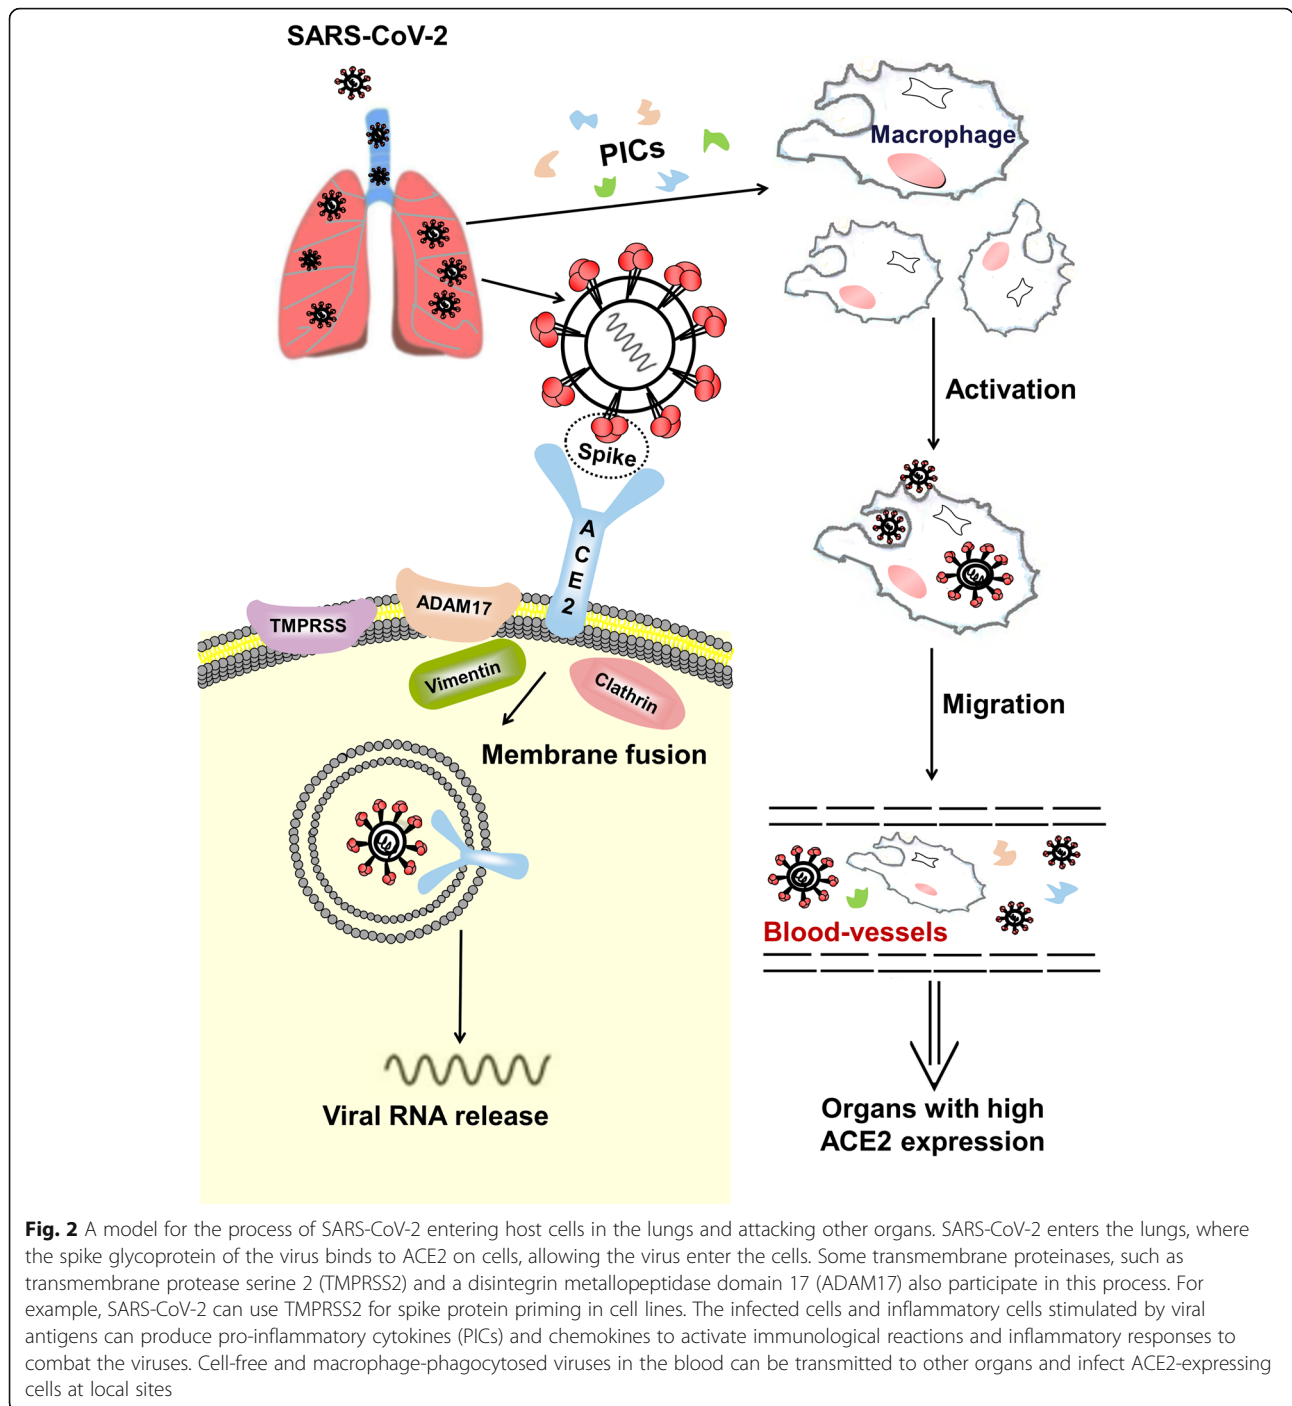 SARS-CoV-2
PICs
Macrophage
Spike
Activation
ACE2
ADAM17
TMPRSS
Vimentin
Clathrin
Migration
Membrane fusion
Blood-vessels
Viral RNA release
Organs with high
ACE2 expression
Fig. 2 A model for the process of SARS-CoV-2 entering host cells in the lungs and attacking other organs. SARS-CoV-2 enters the lungs, where
the spike glycoprotein of the virus binds to ACE2 on cells, allowing the virus enter the cells. Some transmembrane proteinases, such as
transmembrane protease serine 2 (TMPRSS2) and a disintegrin metallopeptidase domain 17 (ADAM17) also participate in this process. For
example, SARS-CoV-2 can use TMPRSS2 for spike protein priming in cell lines. The infected cells and inflammatory cells stimulated by viral
antigens can produce pro-inflammatory cytokines (PICs) and chemokines to activate immunological reactions and inflammatory responses to
combat the viruses. Cell-free and macrophage-phagocytosed viruses in the blood can be transmitted to other organs and infect ACE2-expressing
cells at local sites